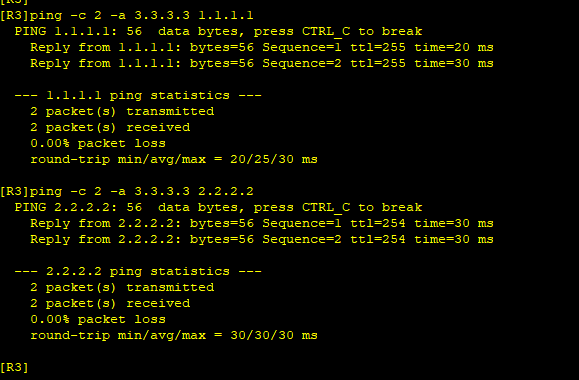 [R3]
[R3]ping -c 2 -a 3.3.3.3 1.1.1.1
  PING 1.1.1.1: 56  data bytes, press CTRL_C to break
    Reply from 1.1.1.1: bytes=56 Sequence=1 ttl=255 time=20 ms
    Reply from 1.1.1.1: bytes=56 Sequence=2 ttl=255 time=30 ms
  --- 1.1.1.1 ping statistics ---
    2 packet(s) transmitted
    2 packet(s) received
    0.00% packet loss
    round-trip min/avg/max = 20/25/30 ms
[R3]ping -c 2 -a 3.3.3.3 2.2.2.2
  PING 2.2.2.2: 56  data bytes, press CTRL_C to break
    Reply from 2.2.2.2: bytes=56 Sequence=1 ttl=254 time=30 ms
    Reply from 2.2.2.2: bytes=56 Sequence=2 ttl=254 time=30 ms
  --- 2.2.2.2 ping statistics ---
    2 packet(s) transmitted
    2 packet(s) received
    0.00% packet loss
    round-trip min/avg/max = 30/30/30 ms
[R3]